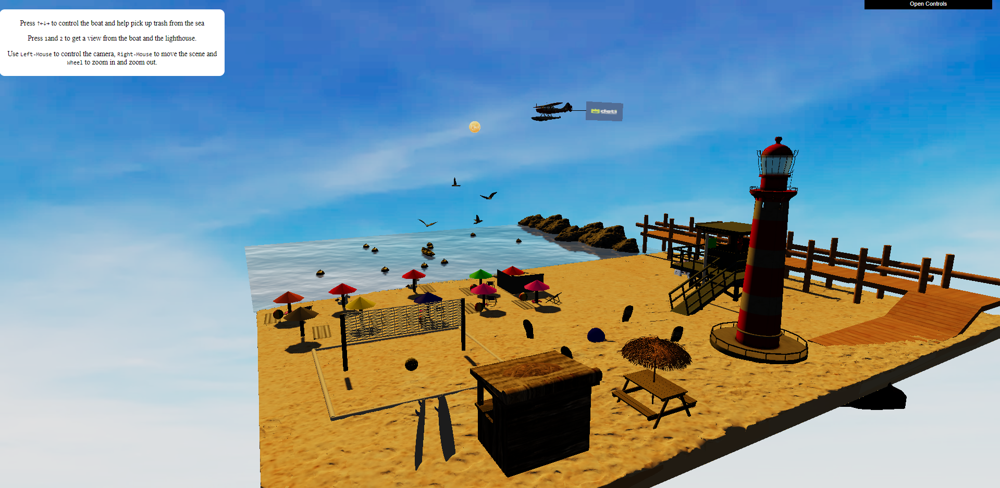 Open Controls
Press ↑←↓→ to control the boat and help pick up trash from the sea
Press 1and 2 to get a view from the boat and the lighthouse.
Use Left-Mouse to control the camera, Right-Mouse to move the scene and
Wheel to zoom in and zoom out.
deti